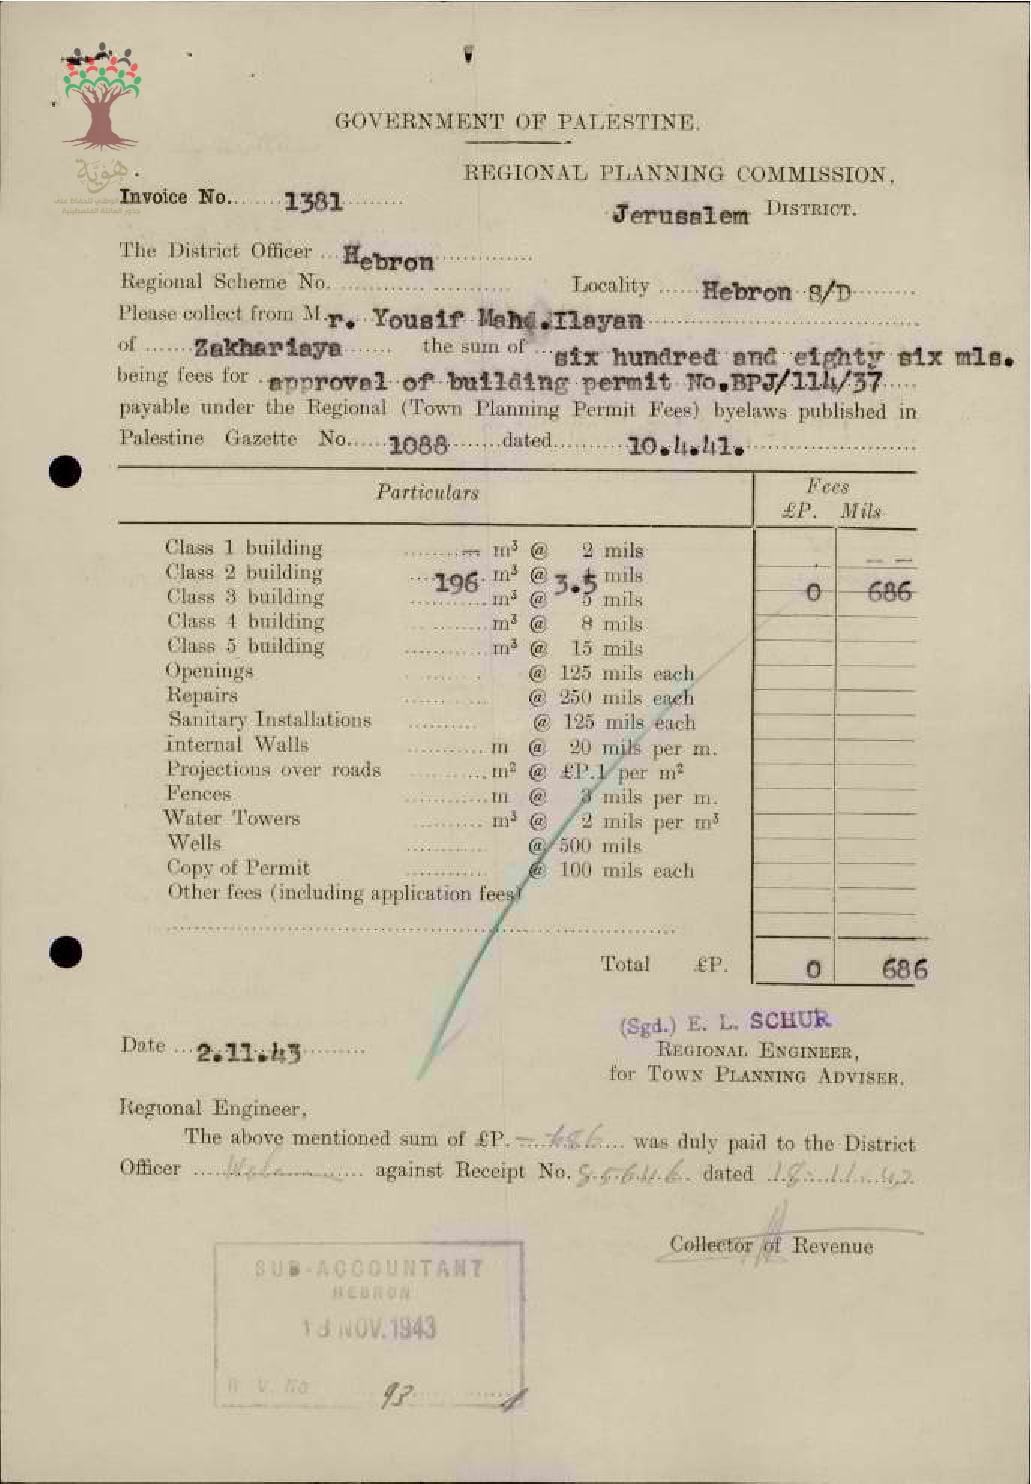 هوية
GOVERNMENT OF PALESTINE.
REGIONAL PLANNING COMMISSION,
Invoice No. 1381
Jerusalem DISTRICT.
The District Officer Hebron
Regional Scheme No. Locality Hebron S/D
Please collect from Mr. Yousif Mahd.Ilayan
of Zakhariaya the sum of six hundred and eighty six mls.
being fees for approval of building permit No.BPJ/114/37
payable under the Regional (Town Planning Permit Fees) byelaws published in
Palestine Gazette No. 1088 dated 10.4.41.
Particulars Fees
£P. Mils
Class 1 building — m³ @ 2 mils — —
Class 2 building 196 m³ @ 3.5 mils 0 686
Class 3 building m³ @ 5 mils
Class 4 building m³ @ 8 mils
Class 5 building m³ @ 15 mils
Openings @ 125 mils each
Repairs @ 250 mils each
Sanitary Installations @ 125 mils each
Internal Walls m @ 20 mils per m.
Projections over roads m² @ £P.1 per m²
Fences m @ 3 mils per m.
Water Towers m³ @ 2 mils per m³
Wells @ 500 mils
Copy of Permit @ 100 mils each
Other fees (including application fees)
Total £P. 0 686
(Sgd.) E. L. SCHUR
Date 2.11.43 REGIONAL ENGINEER,
for TOWN PLANNING ADVISER.
Regional Engineer,
The above mentioned sum of £P. — 686 was duly paid to the District
Officer against Receipt No. 85646 dated
Collector of Revenue
SUB-ACCOUNTANT
HEBRON
18 NOV. 1943
R. V. No 93